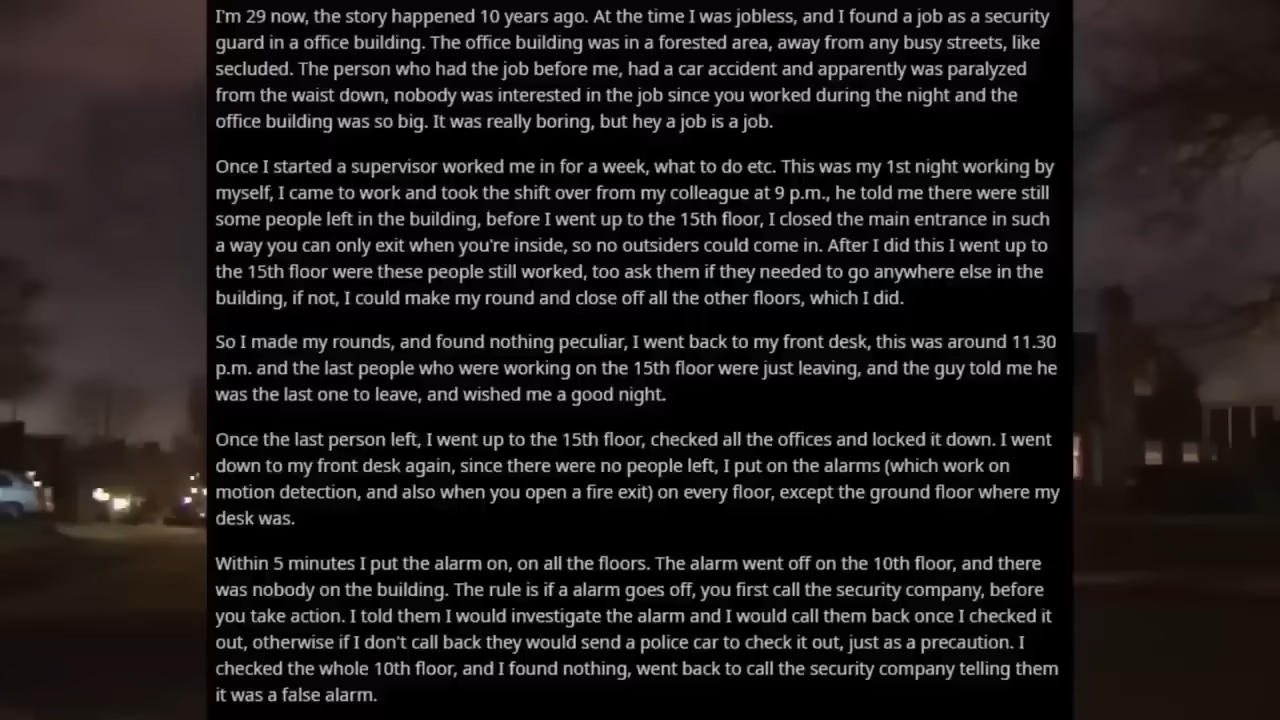 I'm 29 now, the story happened 10 years ago. At the time I was jobless, and I found a job as a security
guard in a office building. The office building was in a forested area, away from any busy streets, like
secluded. The person who had the job before me, had a car accident and apparently was paralyzed
from the waist down, nobody was interested in the job since you worked during the night and the
office building was so big. It was really boring, but hey a job is a job.
Once I started a supervisor worked me in for a week, what to do etc. This was my 1st night working by
myself, I came to work and took the shift over from my colleague at 9 p.m., he told me there were still
some people left in the building, before I went up to the 15th floor, I closed the main entrance in such
a way you can only exit when you're inside, so no outsiders could come in. After I did this I went up to
the 15th floor were these people still worked, too ask them if they needed to go anywhere else in the
building, if not, I could make my round and close off all the other floors, which I did.
So I made my rounds, and found nothing peculiar, I went back to my front desk, this was around 11.30
p.m. and the last people who were working on the 15th floor were just leaving, and the guy told me he
was the last one to leave, and wished me a good night.
Once the last person left, I went up to the 15th floor, checked all the offices and locked it down. I went
down to my front desk again, since there were no people left, I put on the alarms (which work on
motion detection, and also when you open a fire exit) on every floor, except the ground floor where my
desk was.
Within 5 minutes I put the alarm on, on all the floors. The alarm went off on the 10th floor, and there
was nobody on the building. The rule is if a alarm goes off, you first call the security company, before
you take action. I told them I would investigate the alarm and I would call them back once I checked it
out, otherwise if I don't call back they would send a police car to check it out, just as a precaution. I
checked the whole 10th floor, and I found nothing, went back to call the security company telling them
it was a false alarm.